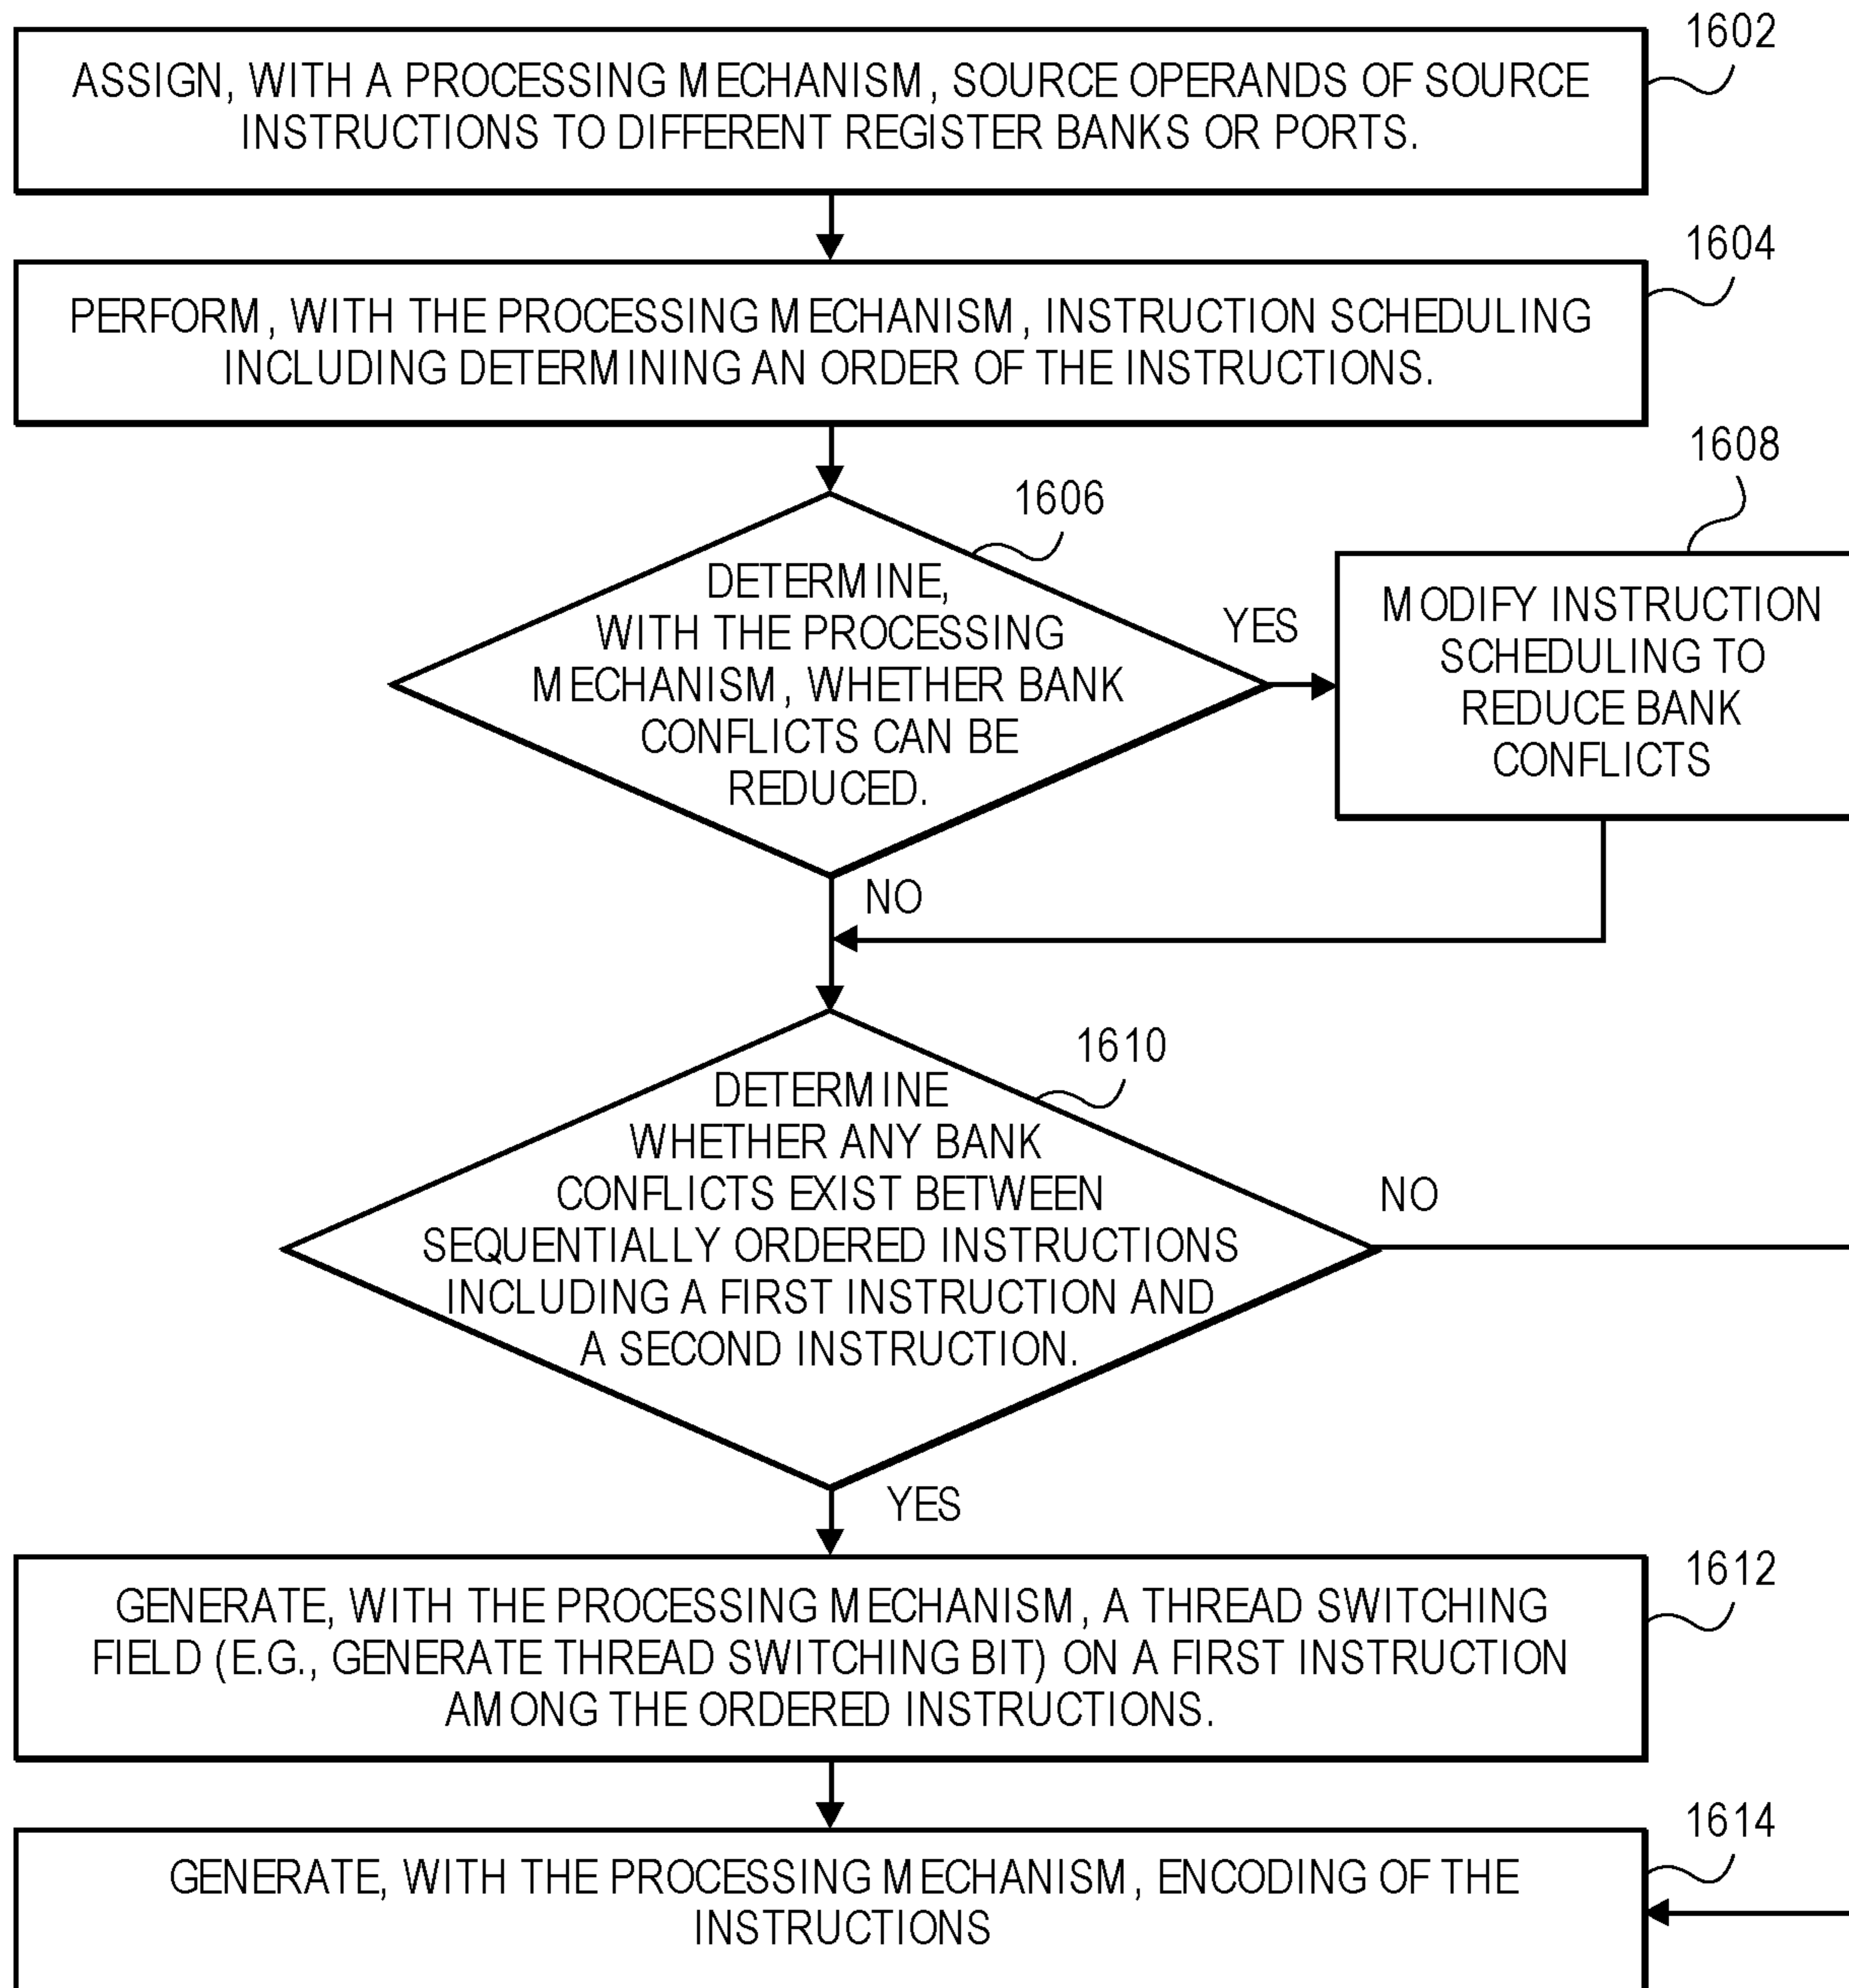 1602
ASSIGN, WITH A PROCESSING MECHANISM, SOURCE OPERANDS OF SOURCE
INSTRUCTIONS TO DIFFERENT REGISTER BANKS OR PORTS.
1604
PERFORM, WITH THE PROCESSING MECHANISM, INSTRUCTION SCHEDULING
INCLUDING DETERMINING AN ORDER OF THE INSTRUCTIONS.
1606
DETERMINE,
WITH THE PROCESSING
MECHANISM, WHETHER BANK
CONFLICTS CAN BE
REDUCED.
YES
1608
MODIFY INSTRUCTION
SCHEDULING TO
REDUCE BANK
CONFLICTS
NO
1610
DETERMINE
WHETHER ANY BANK
CONFLICTS EXIST BETWEEN
SEQUENTIALLY ORDERED INSTRUCTIONS
INCLUDING A FIRST INSTRUCTION AND
A SECOND INSTRUCTION.
NO
YES
1612
GENERATE, WITH THE PROCESSING MECHANISM, A THREAD SWITCHING
FIELD (E.G., GENERATE THREAD SWITCHING BIT) ON A FIRST INSTRUCTION
AMONG THE ORDERED INSTRUCTIONS.
1614
GENERATE, WITH THE PROCESSING MECHANISM, ENCODING OF THE
INSTRUCTIONS